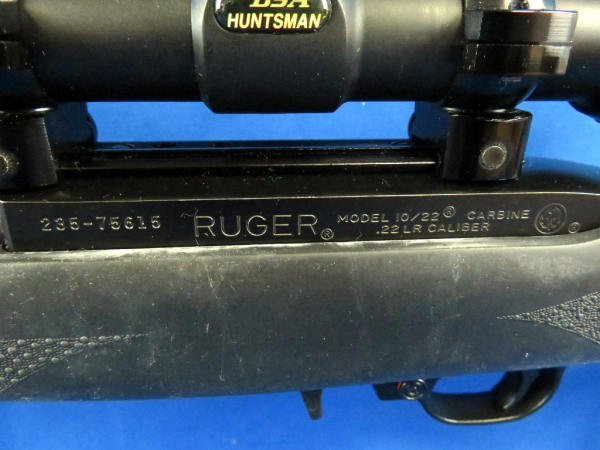 BSA
HUNTSMAN
235-75615 RUGER® MODEL 10/22® CARBINE
.22 LR CALIBER ®